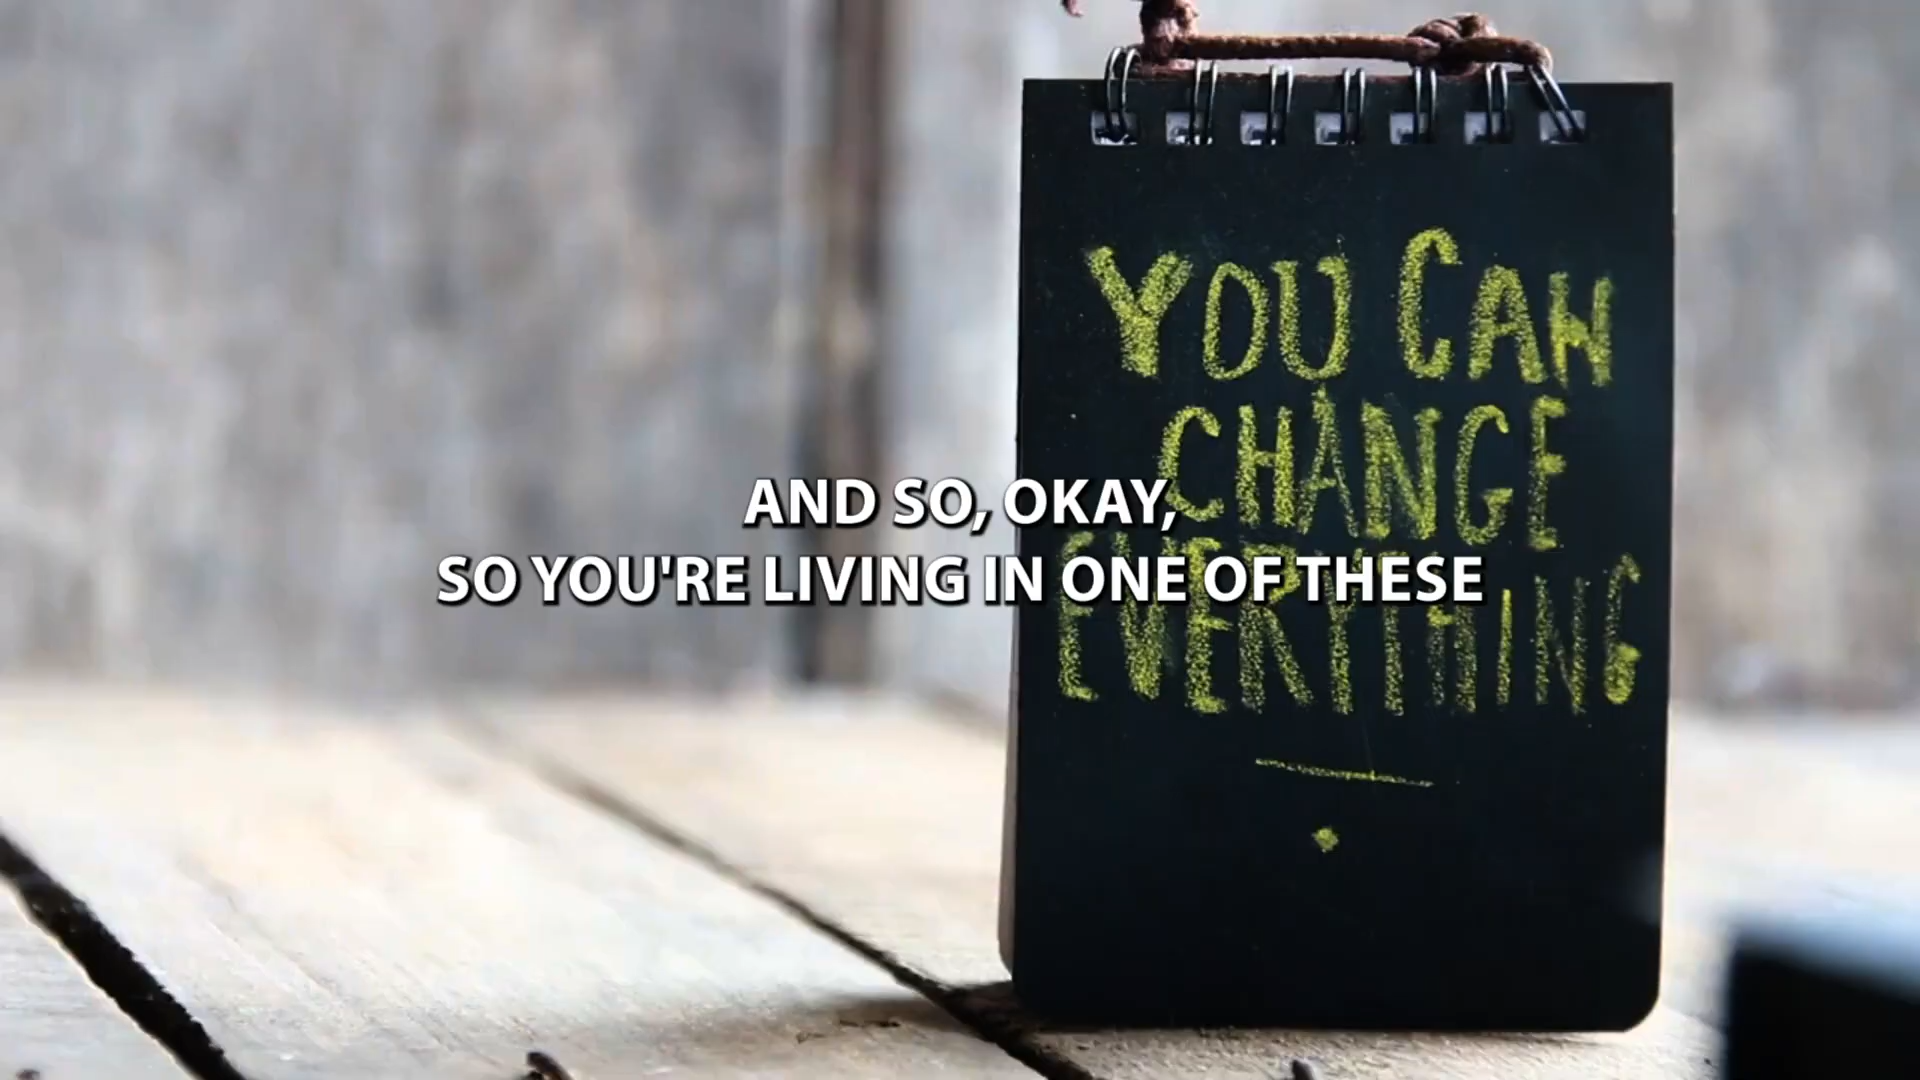 YOU CAN
CHANGE
AND SO, OKAY,
SO YOU'RE LIVING IN ONE OF THESE
EVERYTHING